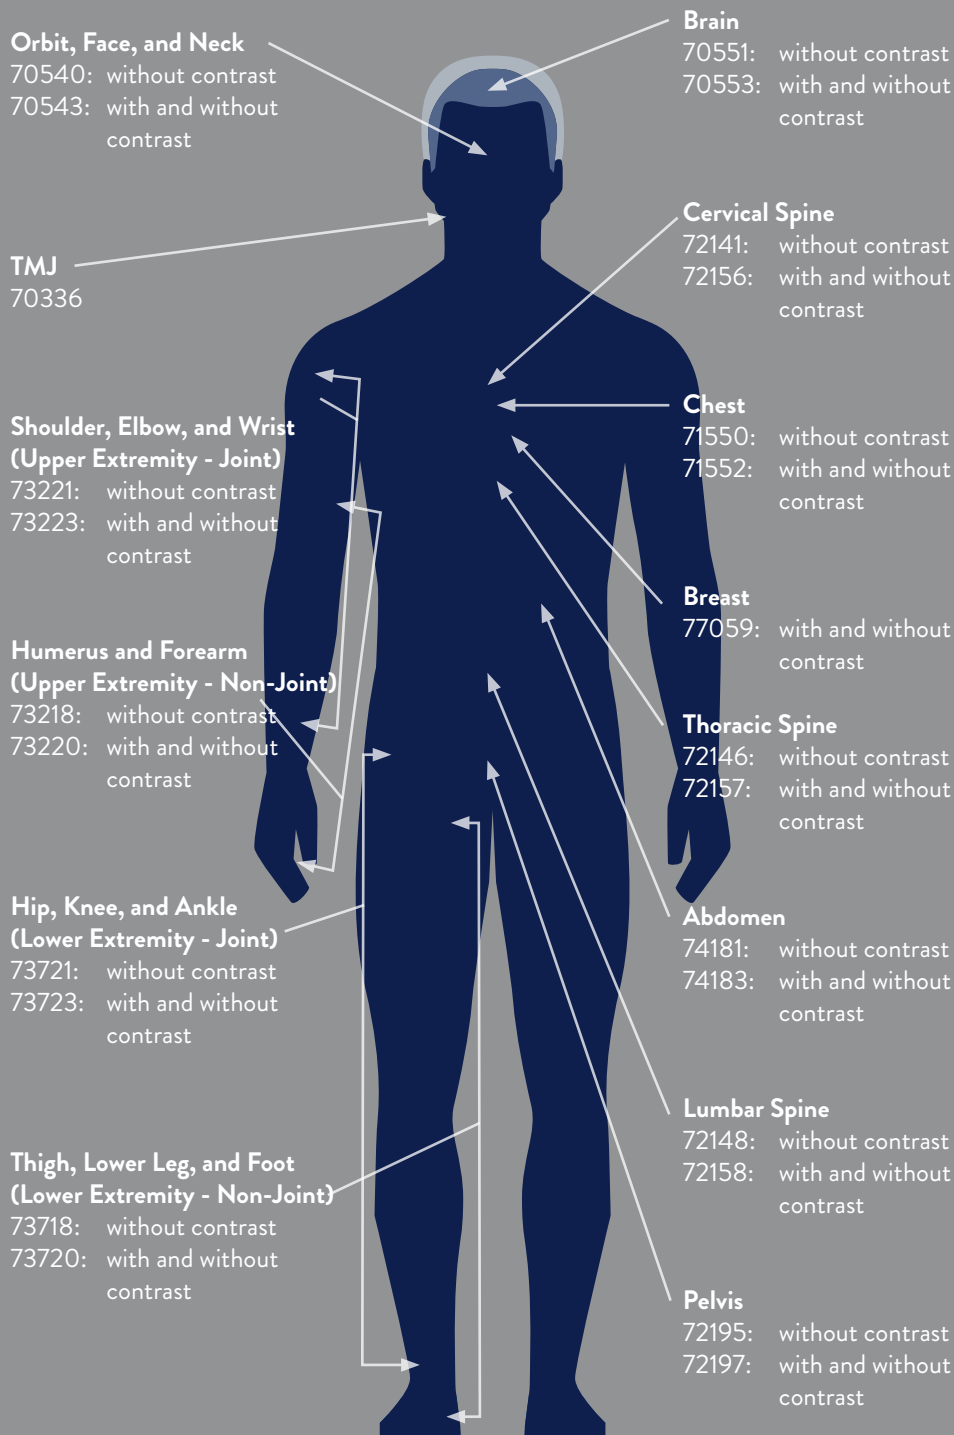 Orbit, Face, and Neck
70540: without contrast
70543: with and without
contrast
TMJ
70336
Shoulder, Elbow, and Wrist
(Upper Extremity - Joint)
73221: without contrast
73223: with and without
contrast
Humerus and Forearm
(Upper Extremity - Non-Joint)
73218: without contrast
73220: with and without
contrast
Hip, Knee, and Ankle
(Lower Extremity - Joint)
73721: without contrast
73723: with and without
contrast
Thigh, Lower Leg, and Foot
(Lower Extremity - Non-Joint)
73718: without contrast
73720: with and without
contrast
Brain
70551: without contrast
70553: with and without
contrast
Cervical Spine
72141: without contrast
72156: with and without
contrast
Chest
71550: without contrast
71552: with and without
contrast
Breast
77059: with and without
contrast
Thoracic Spine
72146: without contrast
72157: with and without
contrast
Abdomen
74181: without contrast
74183: with and without
contrast
Lumbar Spine
72148: without contrast
72158: with and without
contrast
Pelvis
72195: without contrast
72197: with and without
contrast